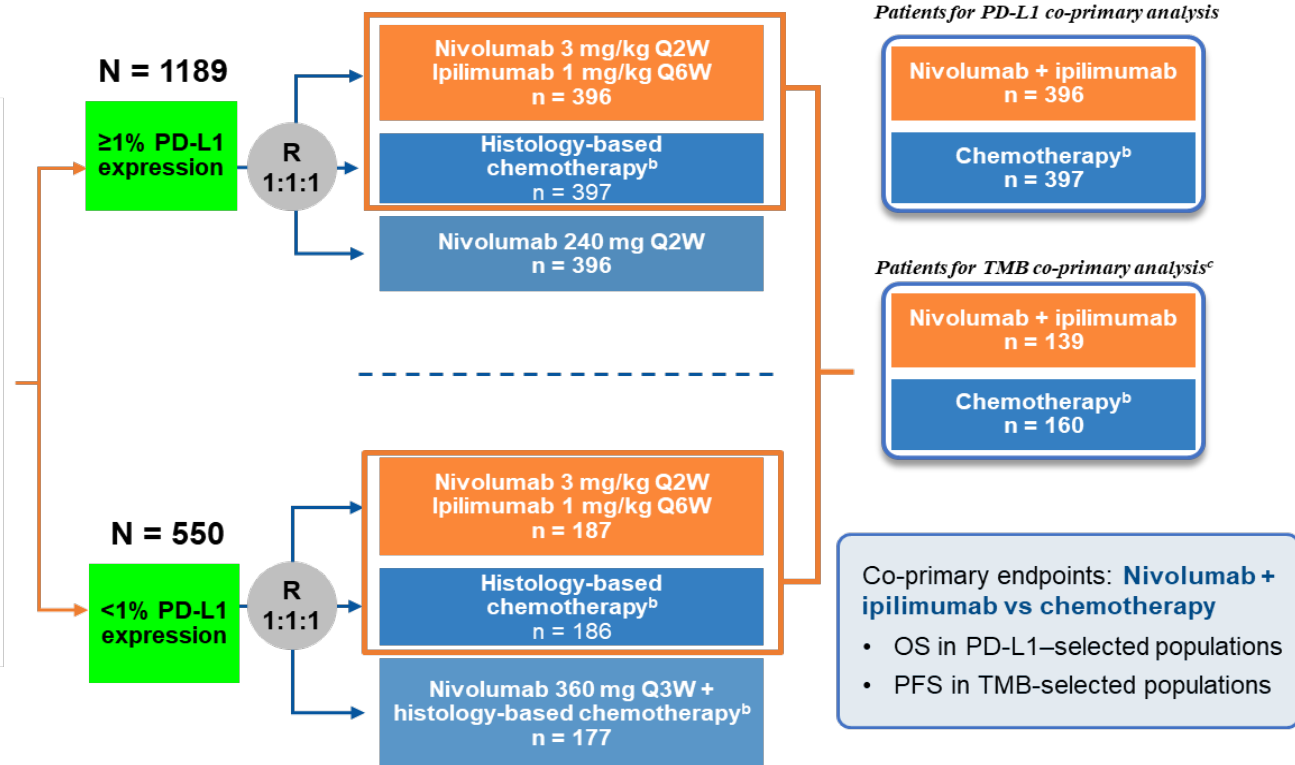 N = 1189
≥1% PD-L1
expression
R
1:1:1
Nivolumab 3 mg/kg Q2W
Ipilimumab 1 mg/kg Q6W
n = 396
Histology-based
chemotherapyᵇ
n = 397
Nivolumab 240 mg Q2W
n = 396
Patients for PD-L1 co-primary analysis
Nivolumab + ipilimumab
n = 396
Chemotherapyᵇ
n = 397
Patients for TMB co-primary analysisᶜ
Nivolumab + ipilimumab
n = 139
Chemotherapyᵇ
n = 160
N = 550
<1% PD-L1
expression
R
1:1:1
Nivolumab 3 mg/kg Q2W
Ipilimumab 1 mg/kg Q6W
n = 187
Histology-based
chemotherapyᵇ
n = 186
Nivolumab 360 mg Q3W +
histology-based chemotherapyᵇ
n = 177
Co-primary endpoints: Nivolumab +
ipilimumab vs chemotherapy
• OS in PD-L1–selected populations
• PFS in TMB-selected populations